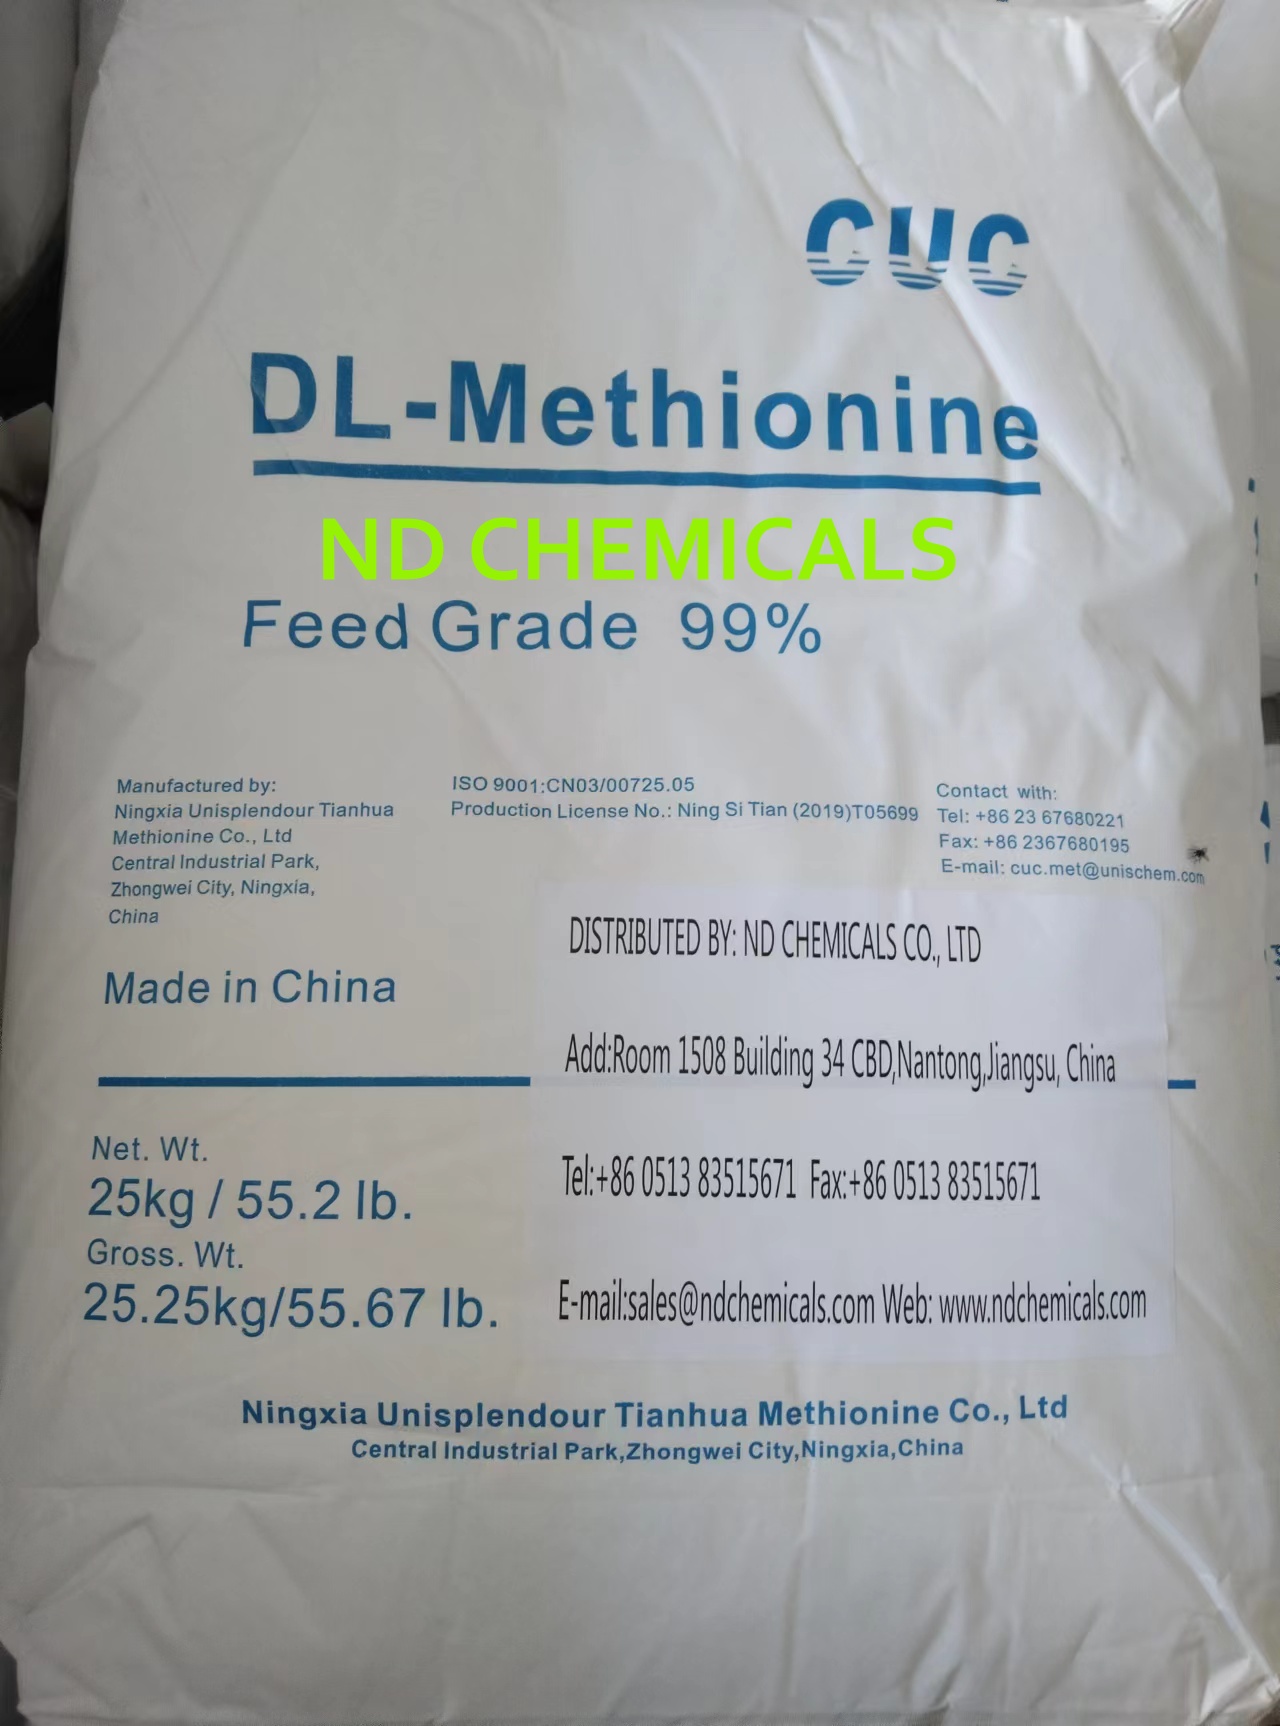 CUC
DL-Methionine
ND CHEMICALS
Feed Grade 99%
Manufactured by:
Ningxia Unisplendour Tianhua
Methionine Co., Ltd
Central Industrial Park,
Zhongwei City, Ningxia,
China
ISO 9001:CN03/00725.05
Production License No.: Ning Si Tian (2019)T05699
Contact with:
Tel: +86 23 67680221
Fax: +86 2367680195
E-mail: cuc.met@unischem.com
Made in China
DISTRIBUTED BY: ND CHEMICALS CO., LTD
Add:Room 1508 Building 34 CBD,Nantong,Jiangsu, China
Tel:+86 0513 83515671 Fax:+86 0513 83515671
E-mail:sales@ndchemicals.com Web: www.ndchemicals.com
Net. Wt.
25kg / 55.2 lb.
Gross. Wt.
25.25kg/55.67 lb.
Ningxia Unisplendour Tianhua Methionine Co., Ltd
Central Industrial Park,Zhongwei City,Ningxia,China